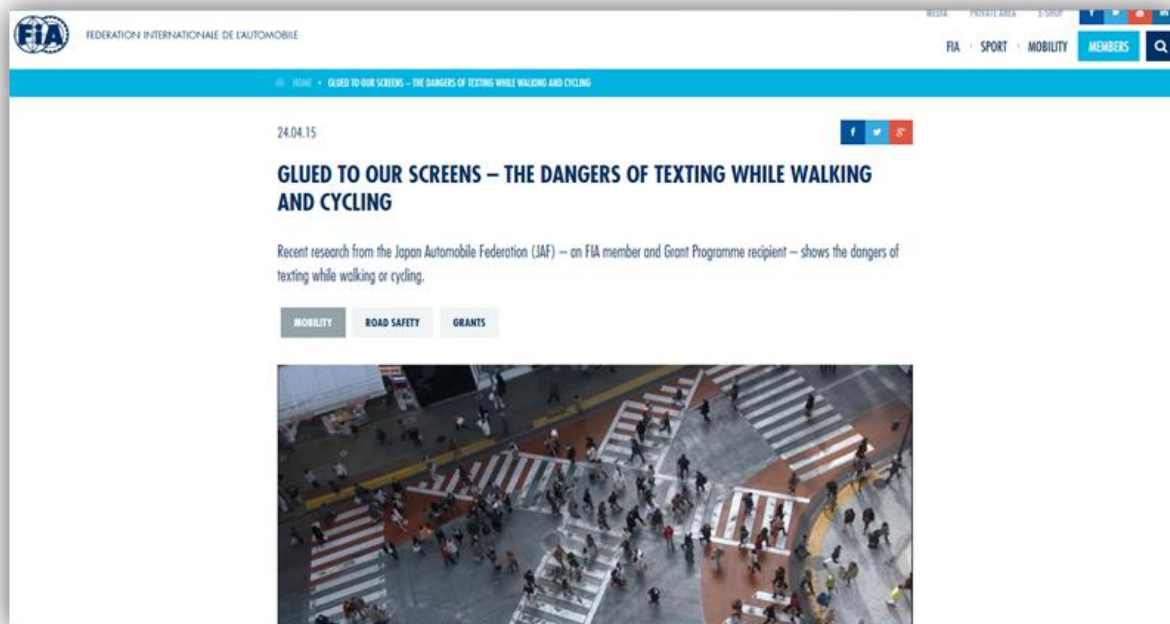 MEDIA PRIVATE AREA E-SHOP
FiA FEDERATION INTERNATIONALE DE L'AUTOMOBILE
FIA SPORT MOBILITY MEMBERS
HOME • GLUED TO OUR SCREENS – THE DANGERS OF TEXTING WHILE WALKING AND CYCLING
24.04.15
GLUED TO OUR SCREENS – THE DANGERS OF TEXTING WHILE WALKING
AND CYCLING
Recent research from the Japan Automobile Federation (JAF) – an FIA member and Grant Programme recipient – shows the dangers of
texting while walking or cycling.
MOBILITY ROAD SAFETY GRANTS